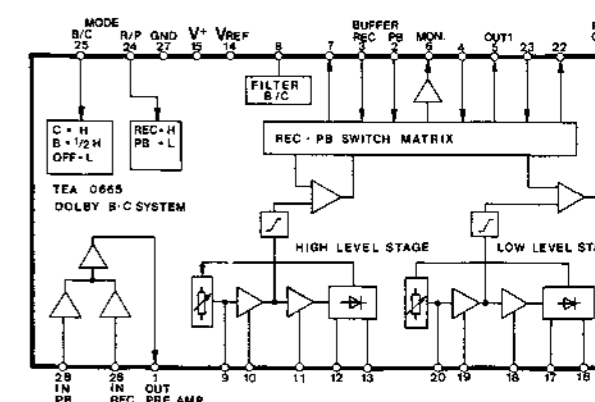 MODE
B/C R/P GND V+ VREF
BUFFER
REC PB MON. OUT1
25 24 27 15 14 8 7 3 2 6 4 5 23 22
FILTER
B/C
C = H
B = 1/2 H
OFF = L
REC = H
PB = L
REC - PB SWITCH MATRIX
TEA 0665
DOLBY B-C SYSTEM
HIGH LEVEL STAGE
LOW LEVEL STA
28 26 1 9 10 11 12 13 20 19 18 17 16
IN IN OUT
PB REC PRE AMP